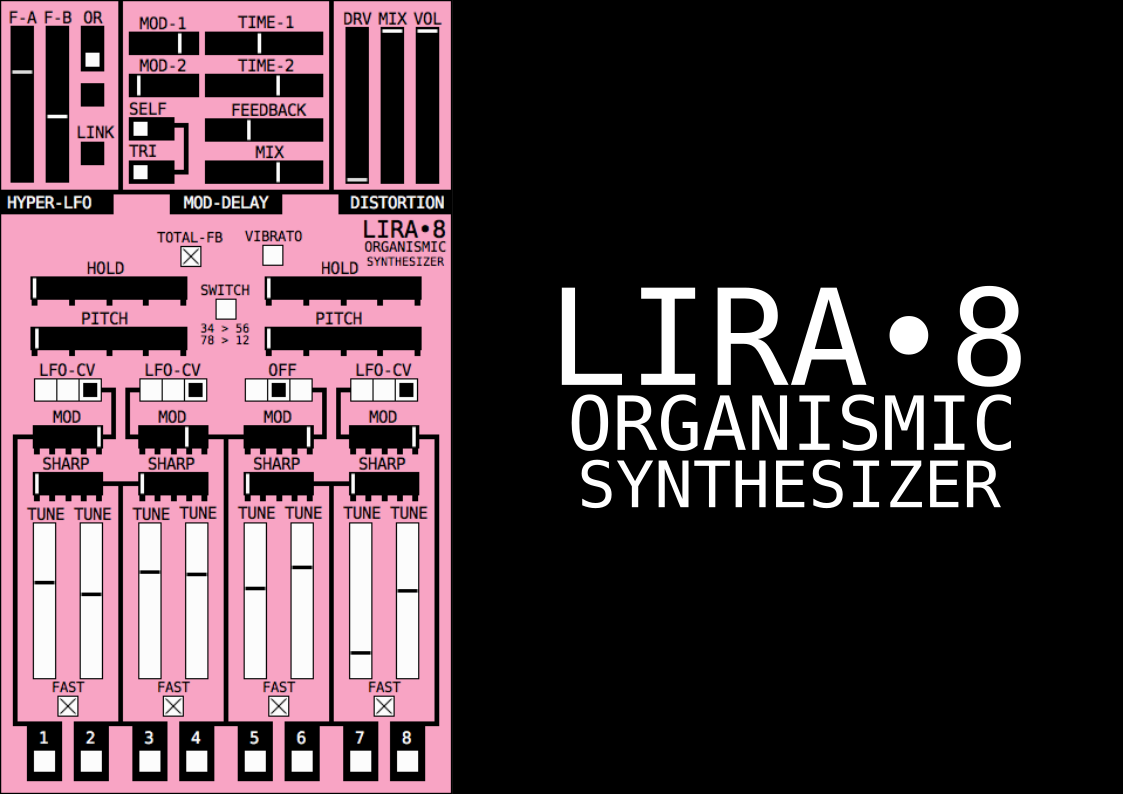 F-A F-B OR
LINK
HYPER-LFO
MOD-1 TIME-1
MOD-2 TIME-2
SELF FEEDBACK
TRI MIX
MOD-DELAY
DRV MIX VOL
DISTORTION
LIRA•8
ORGANISMIC
SYNTHESIZER
TOTAL-FB VIBRATO
HOLD HOLD
SWITCH
PITCH PITCH
34 > 56
78 > 12
LFO-CV LFO-CV OFF LFO-CV
MOD MOD MOD MOD
SHARP SHARP SHARP SHARP
TUNE TUNE TUNE TUNE TUNE TUNE TUNE TUNE
FAST FAST FAST FAST
1 2 3 4 5 6 7 8
LIRA•8
ORGANISMIC
SYNTHESIZER